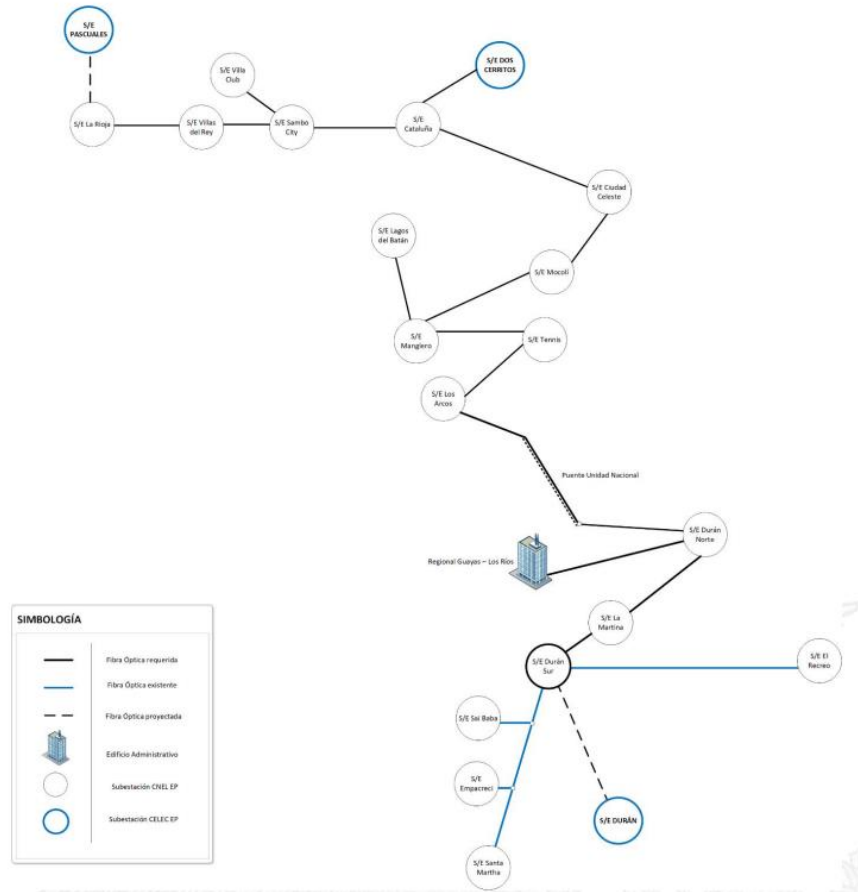 S/E
PASCUALES
S/E Villa
Club
S/E DOS
CERRITOS
S/E La Rioja
S/E Villas
del Rey
S/E Sambo
City
S/E
Cataluña
S/E Ciudad
Celeste
S/E Lagos
del Batán
S/E Mocolí
S/E
Manglero
S/E Tennis
S/E Los
Arcos
Puente Unidad Nacional
S/E Durán
Norte
Regional Guayas – Los Ríos
S/E La
Martina
S/E Durán
Sur
S/E El
Recreo
S/E Sai Baba
S/E
Empacreci
S/E DURÁN
S/E Santa
Martha
SIMBOLOGÍA
Fibra Óptica requerida
Fibra Óptica existente
Fibra Óptica proyectada
Edificio Administrativo
Subestación CNEL EP
Subestación CELEC EP